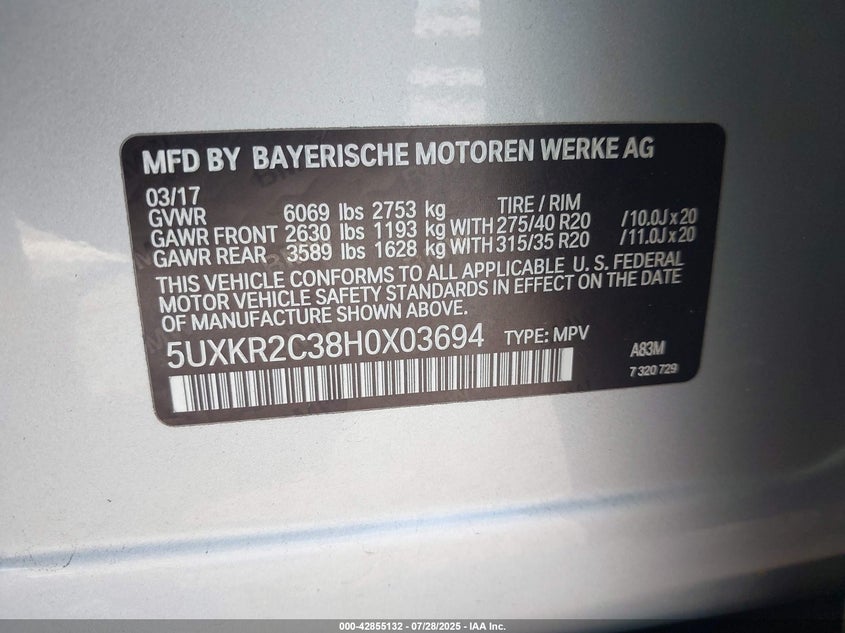 MFD BY BAYERISCHE MOTOREN WERKE AG
03/17
TIRE / RIM
GVWR 6069 lbs 2753 kg
GAWR FRONT 2630 lbs 1193 kg WITH 275/40 R20 /10.0J x 20
GAWR REAR 3589 lbs 1628 kg WITH 315/35 R20 /11.0J x 20
THIS VEHICLE CONFORMS TO ALL APPLICABLE U. S. FEDERAL
MOTOR VEHICLE SAFETY STANDARDS IN EFFECT ON THE DATE
OF MANUFACTURE SHOWN ABOVE.
5UXKR2C38H0X03694 TYPE: MPV A83M
7 320 729
000-42855132 - 07/28/2025 - IAA Inc.